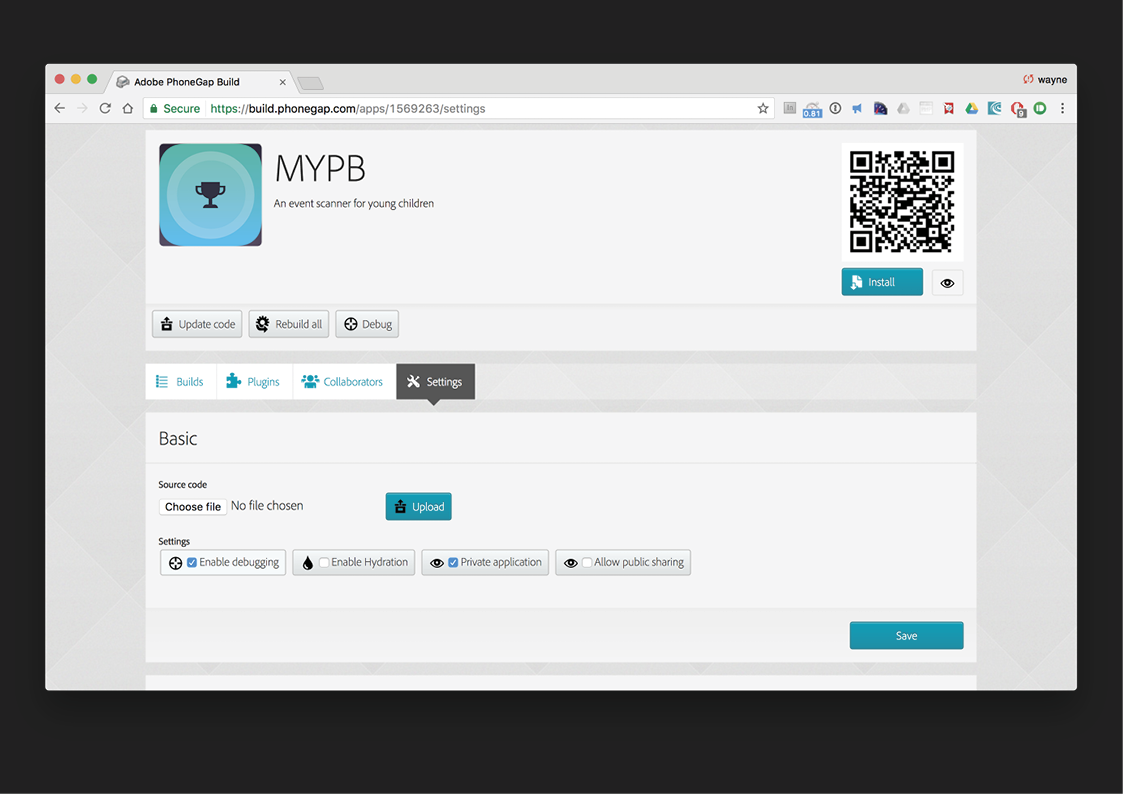 Adobe PhoneGap Build
wayne
Secure https://build.phonegap.com/apps/1569263/settings
0.81
9
MYPB
An event scanner for young children
Install
Update code Rebuild all Debug
Builds Plugins Collaborators Settings
Basic
Source code
Choose file No file chosen Upload
Settings
Enable debugging Enable Hydration Private application Allow public sharing
Save